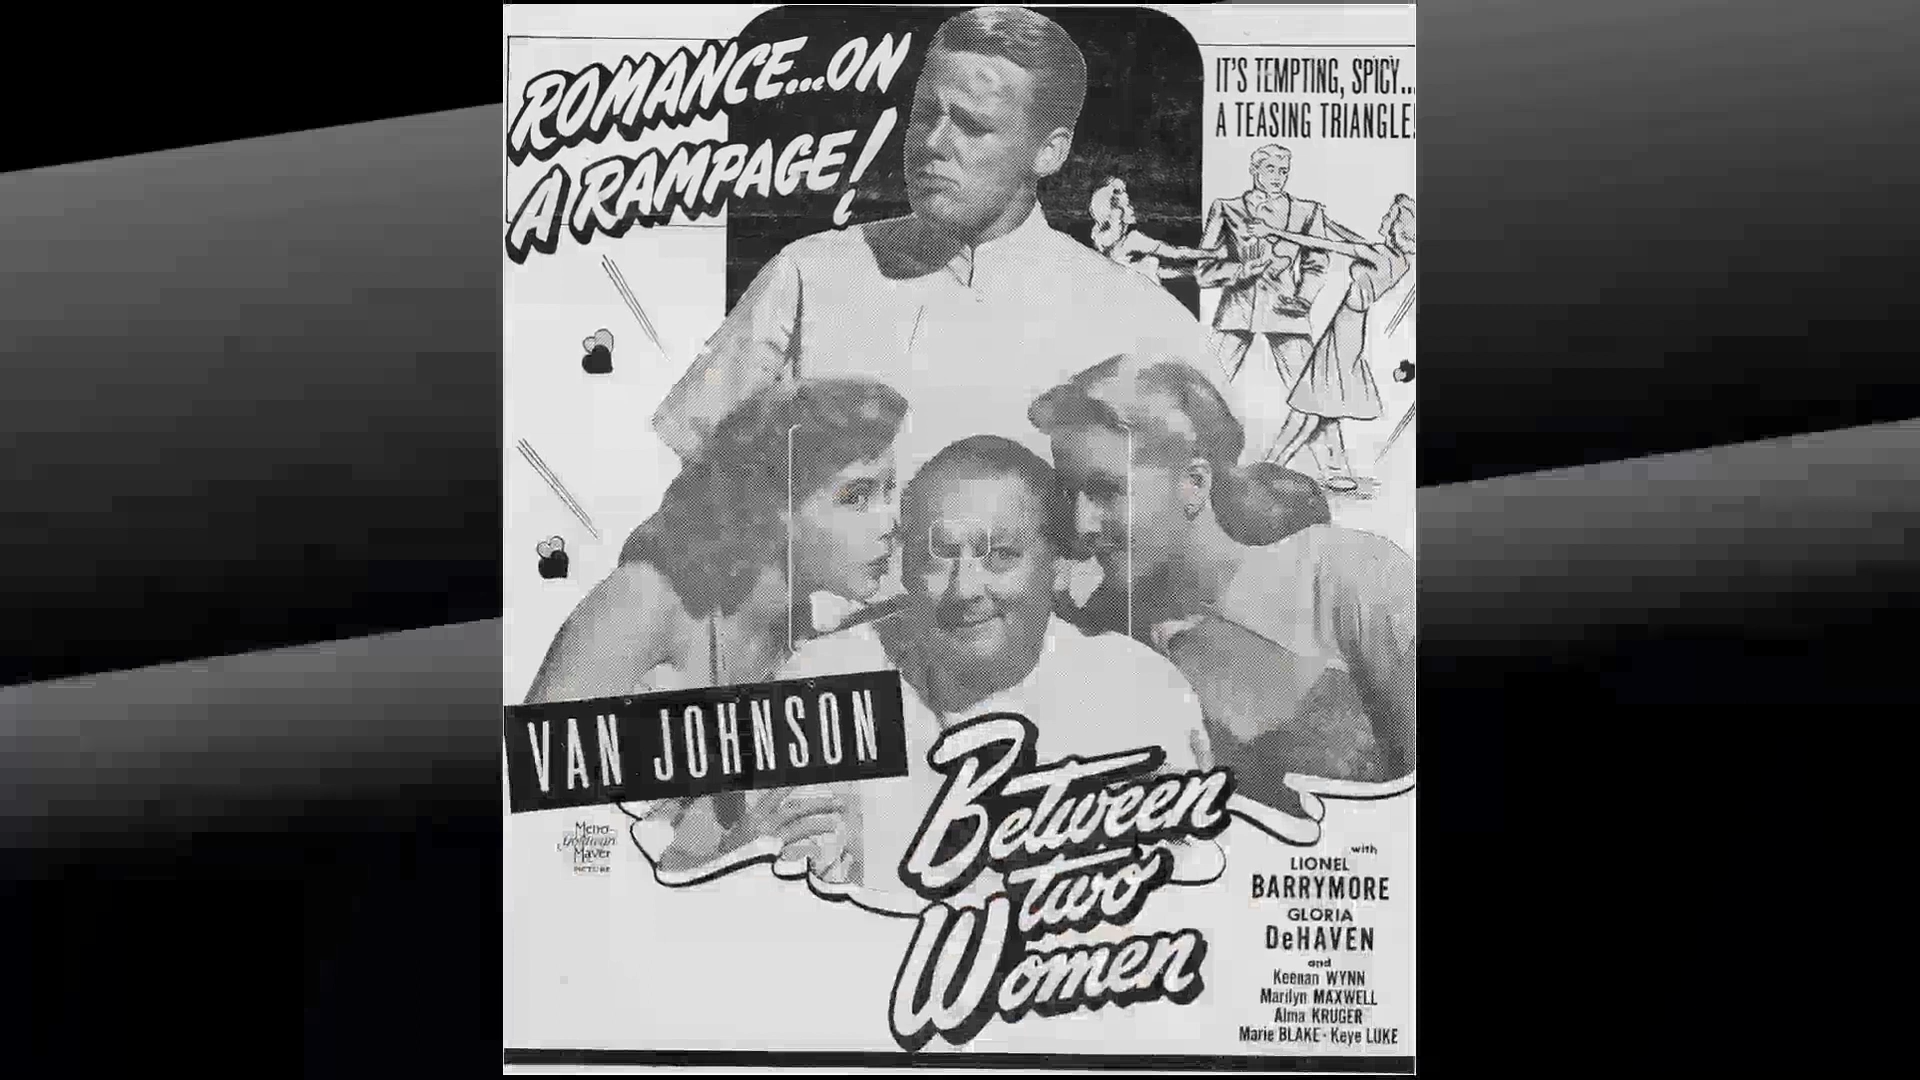 ROMANCE...ON
A RAMPAGE!
IT'S TEMPTING, SPICY...
A TEASING TRIANGLE!
VAN JOHNSON
Between
two
Women
Metro-
Goldwyn
Mayer
PICTURE
with
LIONEL
BARRYMORE
GLORIA
DeHAVEN
and
Keenan WYNN
Marilyn MAXWELL
Alma KRUGER
Marie BLAKE · Keye LUKE